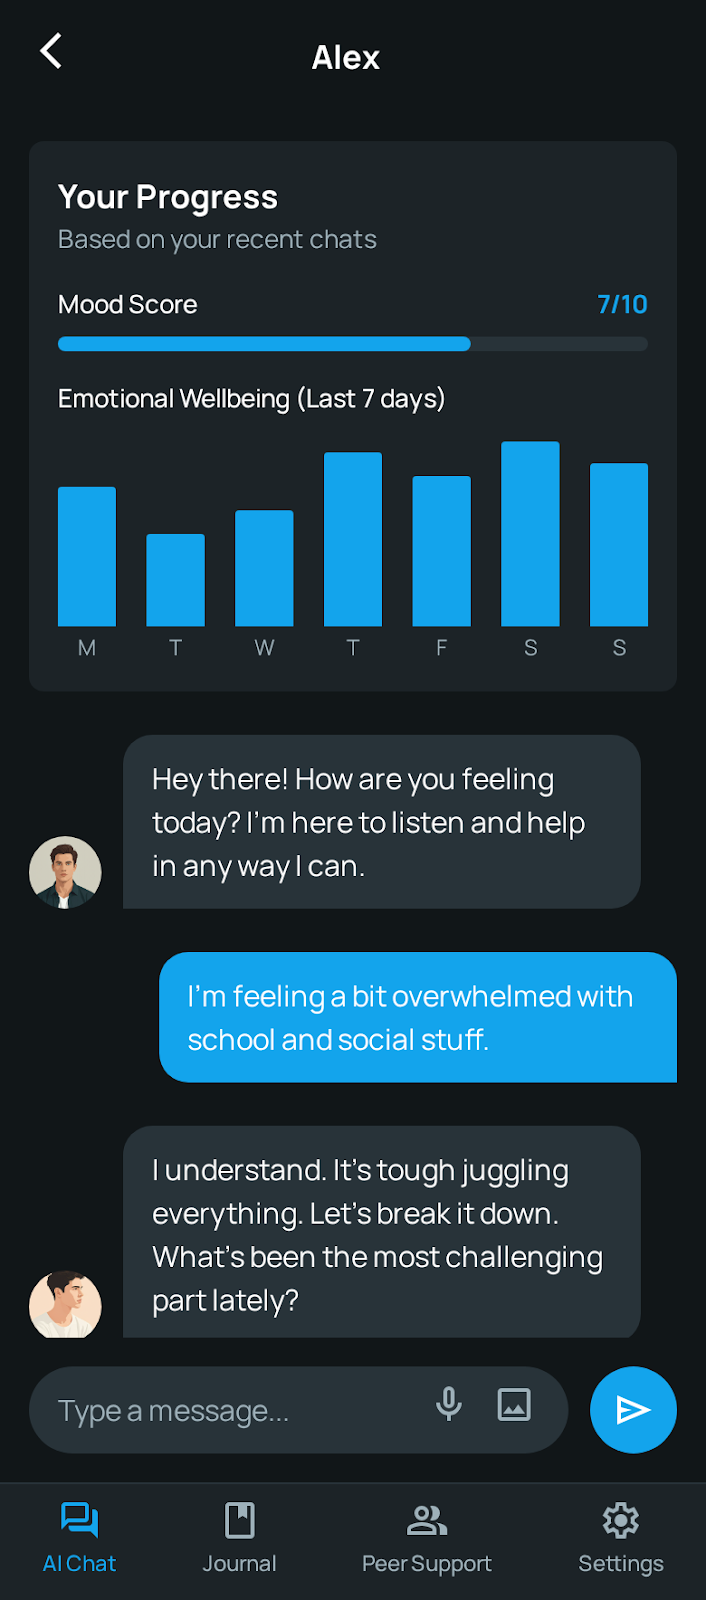 Alex
Your Progress
Based on your recent chats
Mood Score 7/10
Emotional Wellbeing (Last 7 days)
M T W T F S S
Hey there! How are you feeling
today? I'm here to listen and help
in any way I can.
I'm feeling a bit overwhelmed with
school and social stuff.
I understand. It's tough juggling
everything. Let's break it down.
What's been the most challenging
part lately?
Type a message...
AI Chat Journal Peer Support Settings